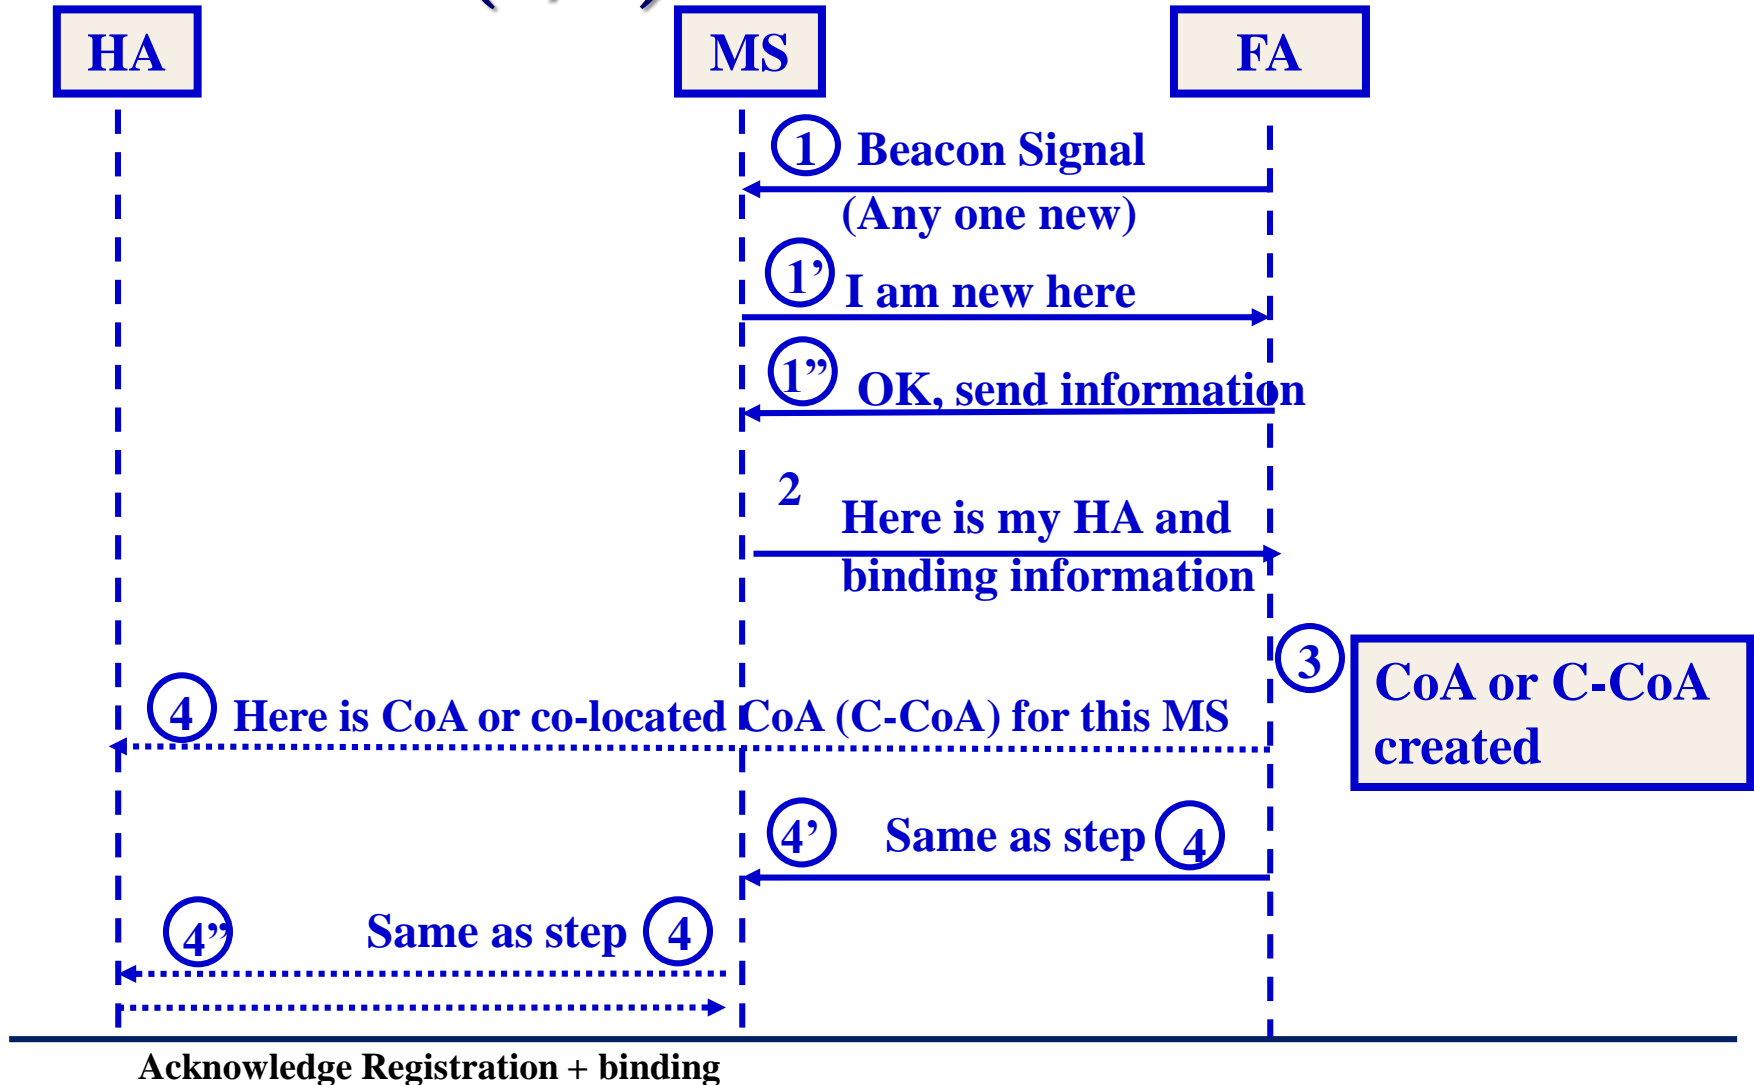 HA
MS
FA
1 Beacon Signal
(Any one new)
1’ I am new here
1” OK, send information
2
Here is my HA and
binding information
3
CoA or C-CoA
created
4 Here is CoA or co-located CoA (C-CoA) for this MS
4’ Same as step 4
4” Same as step 4
Acknowledge Registration + binding